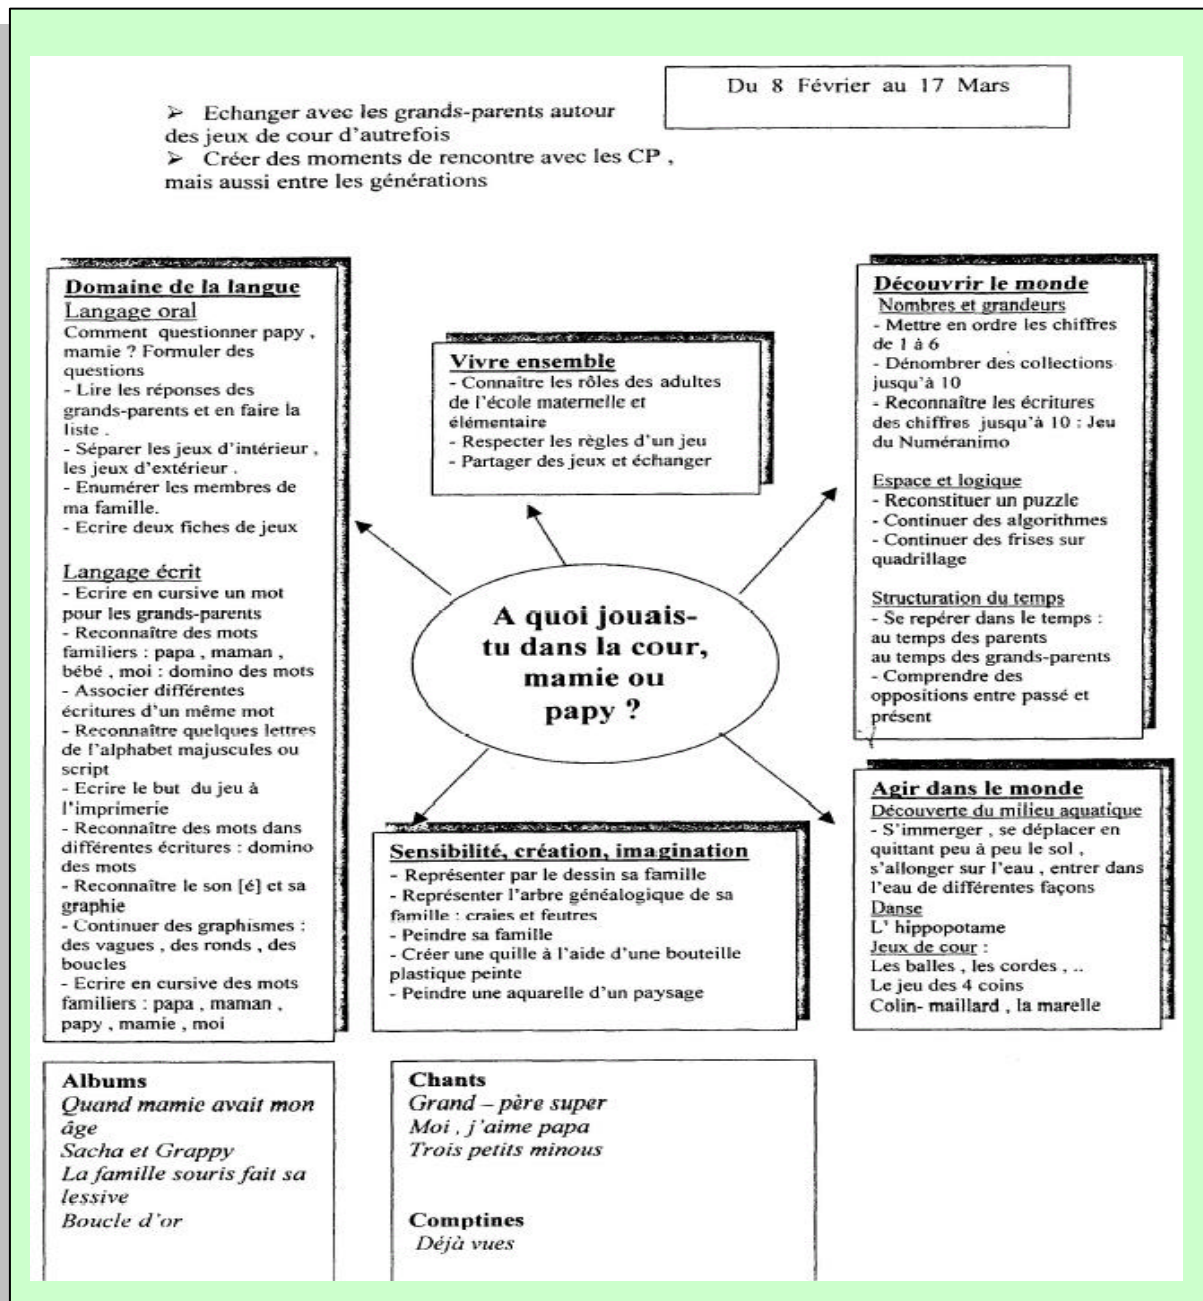 Du 8 Février au 17 Mars
➢ Echanger avec les grands-parents autour
des jeux de cour d'autrefois
➢ Créer des moments de rencontre avec les CP ,
mais aussi entre les générations
Domaine de la langue
Langage oral
Comment questionner papy ,
mamie ? Formuler des
questions
- Lire les réponses des
grands-parents et en faire la
liste .
- Séparer les jeux d'intérieur ,
les jeux d'extérieur .
- Enumérer les membres de
ma famille.
- Ecrire deux fiches de jeux
Langage écrit
- Ecrire en cursive un mot
pour les grands-parents
- Reconnaître des mots
familiers : papa , maman ,
bébé , moi : domino des mots
- Associer différentes
écritures d'un même mot
- Reconnaître quelques lettres
de l'alphabet majuscules ou
script
- Ecrire le but du jeu à
l'imprimerie
- Reconnaître des mots dans
différentes écritures : domino
des mots
- Reconnaître le son [é] et sa
graphie
- Continuer des graphismes :
des vagues , des ronds , des
boucles
- Ecrire en cursive des mots
familiers : papa , maman ,
papy , mamie , moi
Vivre ensemble
- Connaître les rôles des adultes
de l'école maternelle et
élémentaire
- Respecter les règles d'un jeu
- Partager des jeux et échanger
Découvrir le monde
Nombres et grandeurs
- Mettre en ordre les chiffres
de 1 à 6
- Dénombrer des collections
jusqu'à 10
- Reconnaître les écritures
des chiffres jusqu'à 10 : Jeu
du Numéranimo
Espace et logique
- Reconstituer un puzzle
- Continuer des algorithmes
- Continuer des frises sur
quadrillage
Structuration du temps
- Se repérer dans le temps :
au temps des parents
au temps des grands-parents
- Comprendre des
oppositions entre passé et
présent
A quoi jouais-
tu dans la cour,
mamie ou
papy ?
Sensibilité, création, imagination
- Représenter par le dessin sa famille
- Représenter l'arbre généalogique de sa
famille : craies et feutres
- Peindre sa famille
- Créer une quille à l'aide d'une bouteille
plastique peinte
- Peindre une aquarelle d'un paysage
Agir dans le monde
Découverte du milieu aquatique
- S'immerger , se déplacer en
quittant peu à peu le sol ,
s'allonger sur l'eau , entrer dans
l'eau de différentes façons
Danse
L' hippopotame
Jeux de cour :
Les balles , les cordes , ..
Le jeu des 4 coins
Colin- maillard , la marelle
Albums
Quand mamie avait mon
âge
Sacha et Grappy
La famille souris fait sa
lessive
Boucle d'or
Chants
Grand – père super
Moi , j'aime papa
Trois petits minous
Comptines
Déjà vues